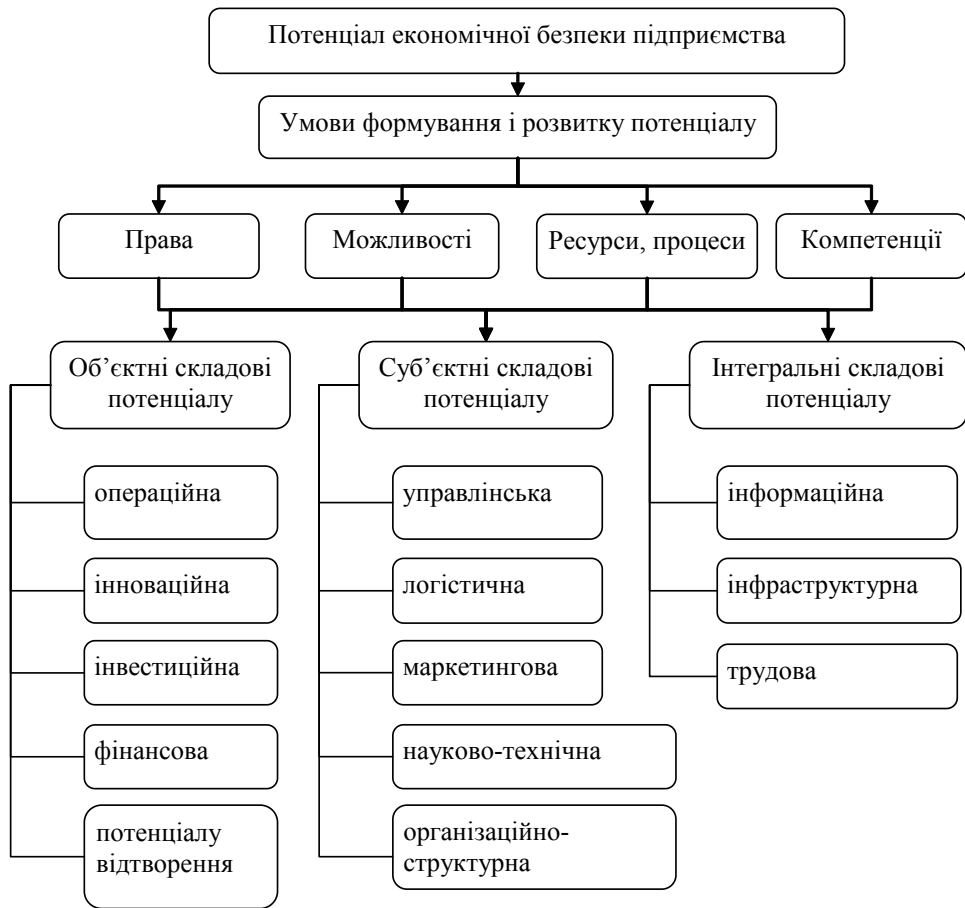 Потенціал економічної безпеки підприємства
Умови формування і розвитку потенціалу
Права
Можливості
Ресурси, процеси
Компетенції
Об’єктні складові
потенціалу
Суб’єктні складові
потенціалу
Інтегральні складові
потенціалу
операційна
інноваційна
інвестиційна
фінансова
потенціалу
відтворення
управлінська
логістична
маркетингова
науково-технічна
організаційно-
структурна
інформаційна
інфраструктурна
трудова